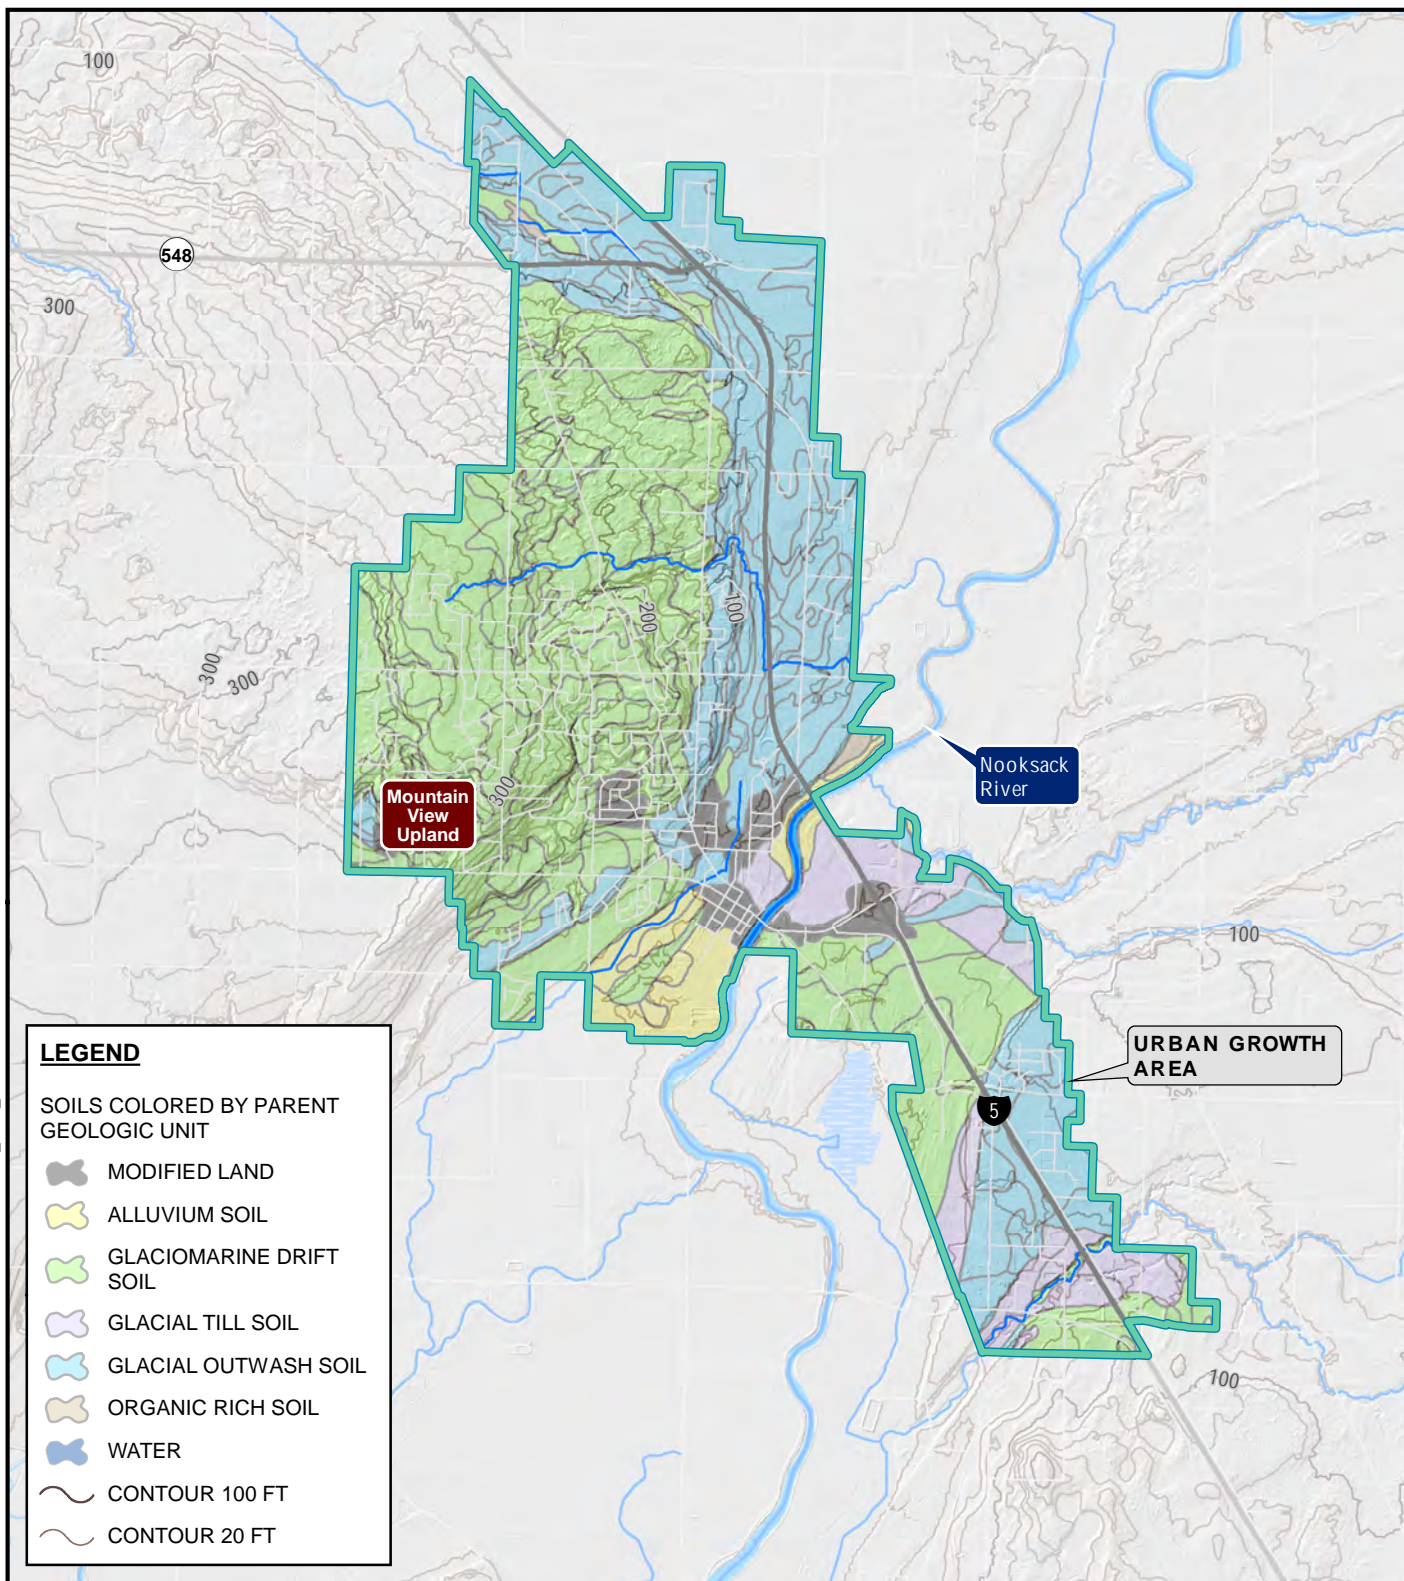 100
548
300
200
100
300
300
300
Mountain
View
Upland
Nooksack
River
100
URBAN GROWTH
AREA
5
100
LEGEND
SOILS COLORED BY PARENT
GEOLOGIC UNIT
MODIFIED LAND
ALLUVIUM SOIL
GLACIOMARINE DRIFT
SOIL
GLACIAL TILL SOIL
GLACIAL OUTWASH SOIL
ORGANIC RICH SOIL
WATER
CONTOUR 100 FT
CONTOUR 20 FT